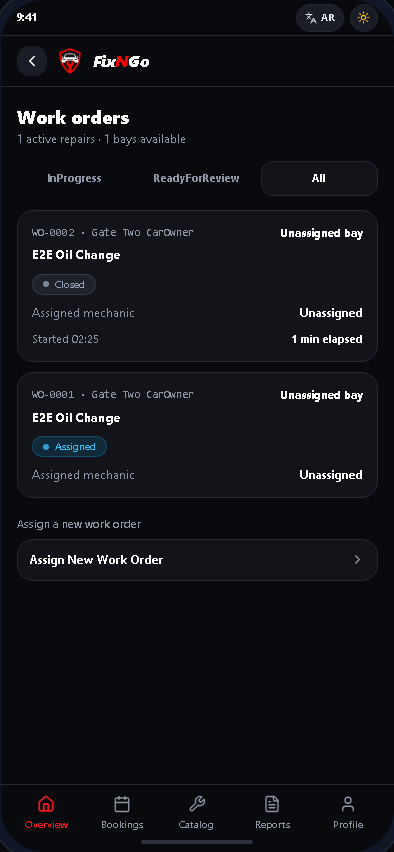 9:41
AR
FixNGo
Work orders
1 active repairs · 1 bays available
InProgress
ReadyForReview
All
WO-0002 · Gate Two CarOwner
Unassigned bay
E2E Oil Change
Closed
Assigned mechanic
Unassigned
Started 02:25
1 min elapsed
WO-0001 · Gate Two CarOwner
Unassigned bay
E2E Oil Change
Assigned
Assigned mechanic
Unassigned
Assign a new work order
Assign New Work Order
Overview
Bookings
Catalog
Reports
Profile